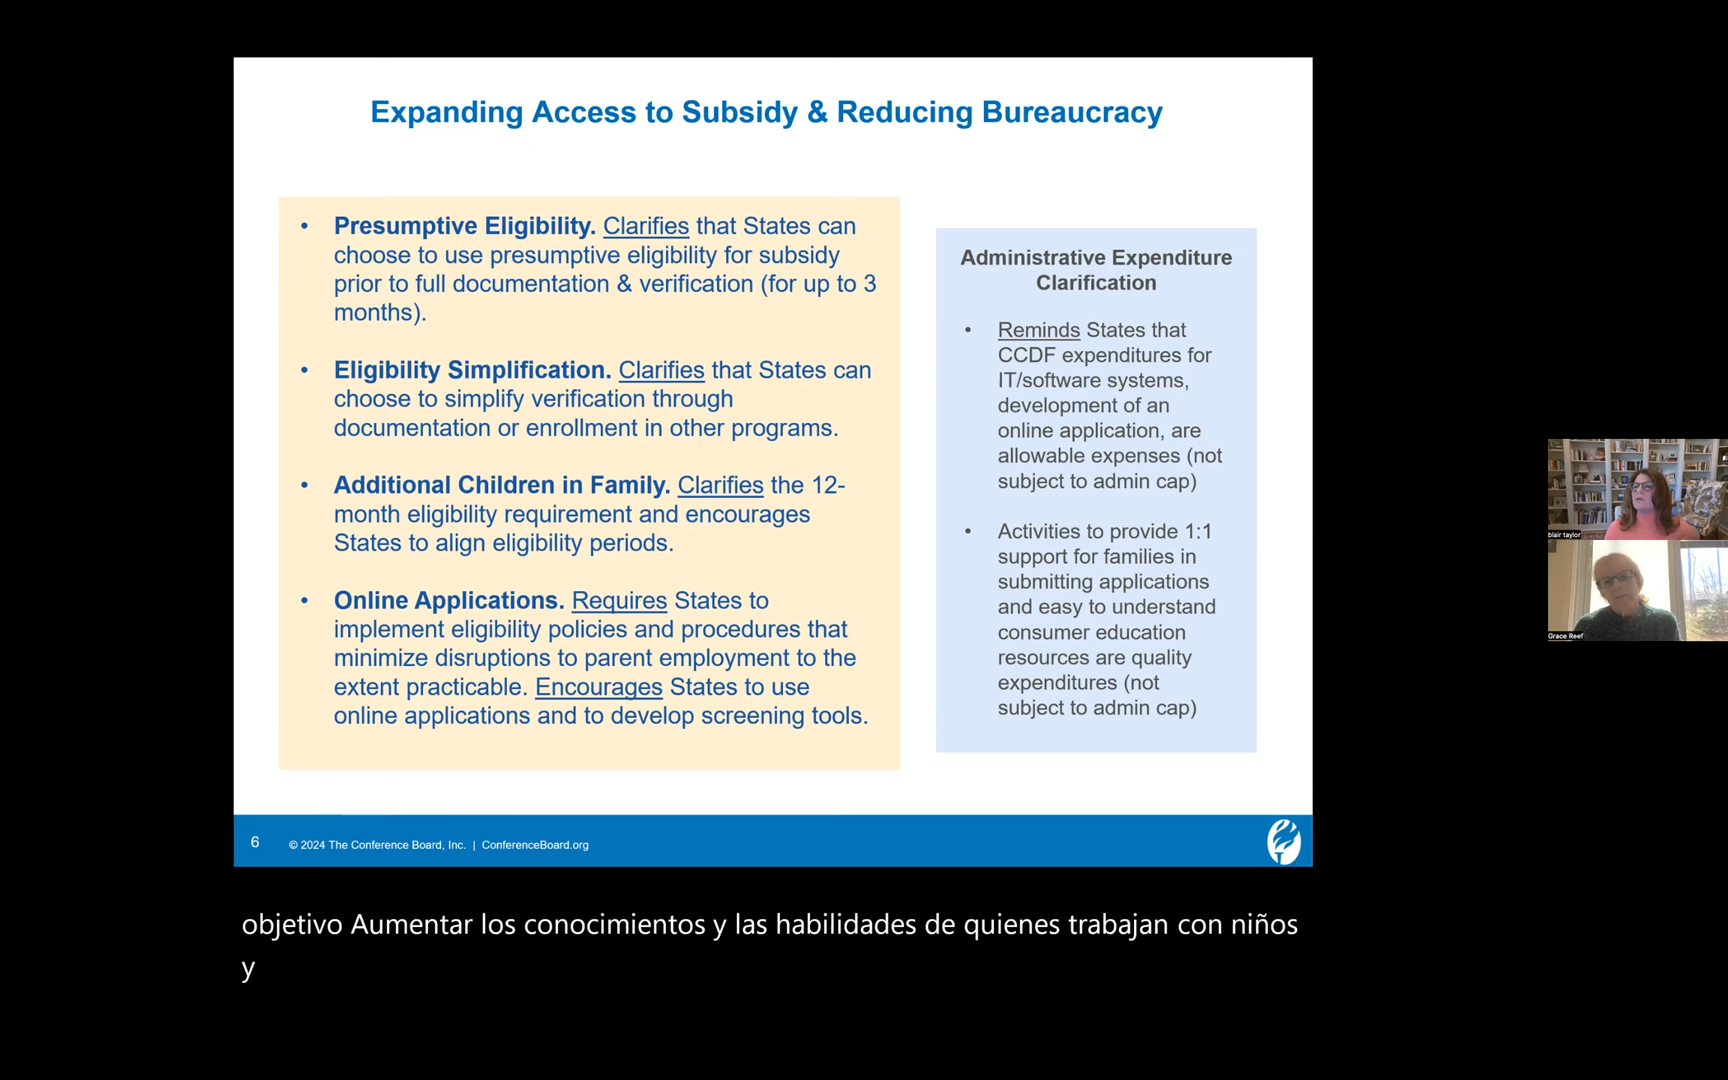 Expanding Access to Subsidy & Reducing Bureaucracy
• Presumptive Eligibility. Clarifies that States can
choose to use presumptive eligibility for subsidy
prior to full documentation & verification (for up to 3
months).
• Eligibility Simplification. Clarifies that States can
choose to simplify verification through
documentation or enrollment in other programs.
• Additional Children in Family. Clarifies the 12-
month eligibility requirement and encourages
States to align eligibility periods.
• Online Applications. Requires States to
implement eligibility policies and procedures that
minimize disruptions to parent employment to the
extent practicable. Encourages States to use
online applications and to develop screening tools.
Administrative Expenditure
Clarification
• Reminds States that
CCDF expenditures for
IT/software systems,
development of an
online application, are
allowable expenses (not
subject to admin cap)
• Activities to provide 1:1
support for families in
submitting applications
and easy to understand
consumer education
resources are quality
expenditures (not
subject to admin cap)
blair taylor
Grace Reef
6 © 2024 The Conference Board, Inc. | ConferenceBoard.org
objetivo Aumentar los conocimientos y las habilidades de quienes trabajan con niños
y